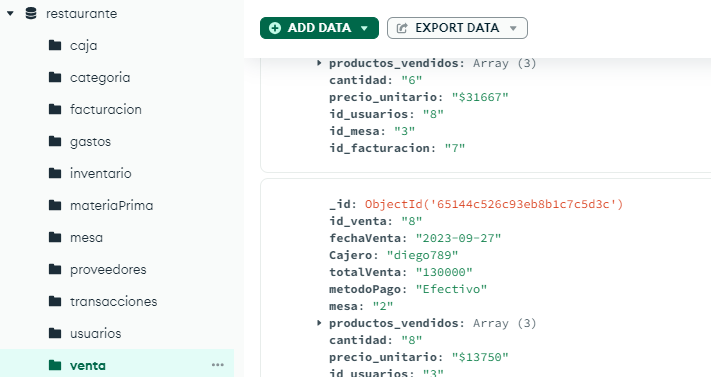 restaurante
caja
categoria
facturacion
gastos
inventario
materiaPrima
mesa
proveedores
transacciones
usuarios
venta
ADD DATA
EXPORT DATA
productos_vendidos: Array (3)
cantidad: "6"
precio_unitario: "$31667"
id_usuarios: "8"
id_mesa: "3"
id_facturacion: "7"
_id: ObjectId('65144c526c93eb8b1c7c5d3c')
id_venta: "8"
fechaVenta: "2023-09-27"
Cajero: "diego789"
totalVenta: "130000"
metodoPago: "Efectivo"
mesa: "2"
productos_vendidos: Array (3)
cantidad: "8"
precio_unitario: "$13750"
id_usuarios: "3"